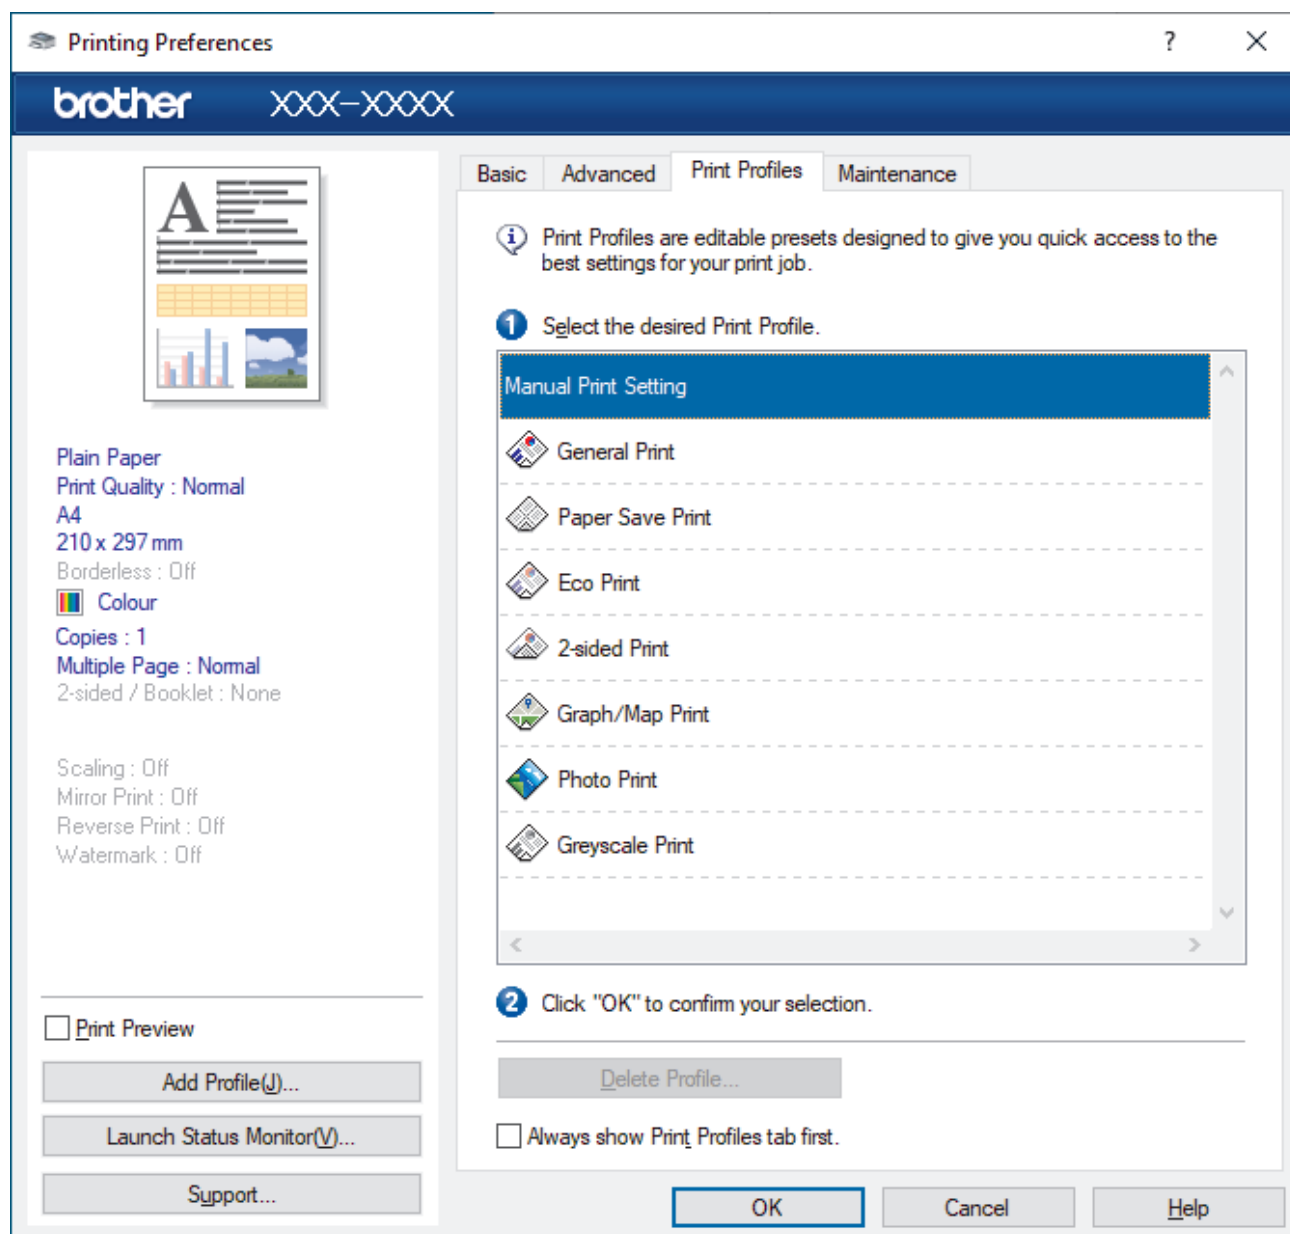 Printing Preferences
?
brother XXX-XXXX
A
Plain Paper
Print Quality : Normal
A4
210 x 297 mm
Borderless : Off
Colour
Copies : 1
Multiple Page : Normal
2-sided / Booklet : None
Scaling : Off
Mirror Print : Off
Reverse Print : Off
Watermark : Off
Print Preview
Add Profile(J)...
Launch Status Monitor(V)...
Support...
Basic Advanced Print Profiles Maintenance
Print Profiles are editable presets designed to give you quick access to the
best settings for your print job.
1 Select the desired Print Profile.
Manual Print Setting
General Print
Paper Save Print
Eco Print
2-sided Print
Graph/Map Print
Photo Print
Greyscale Print
2 Click "OK" to confirm your selection.
Delete Profile...
Always show Print Profiles tab first.
OK Cancel Help